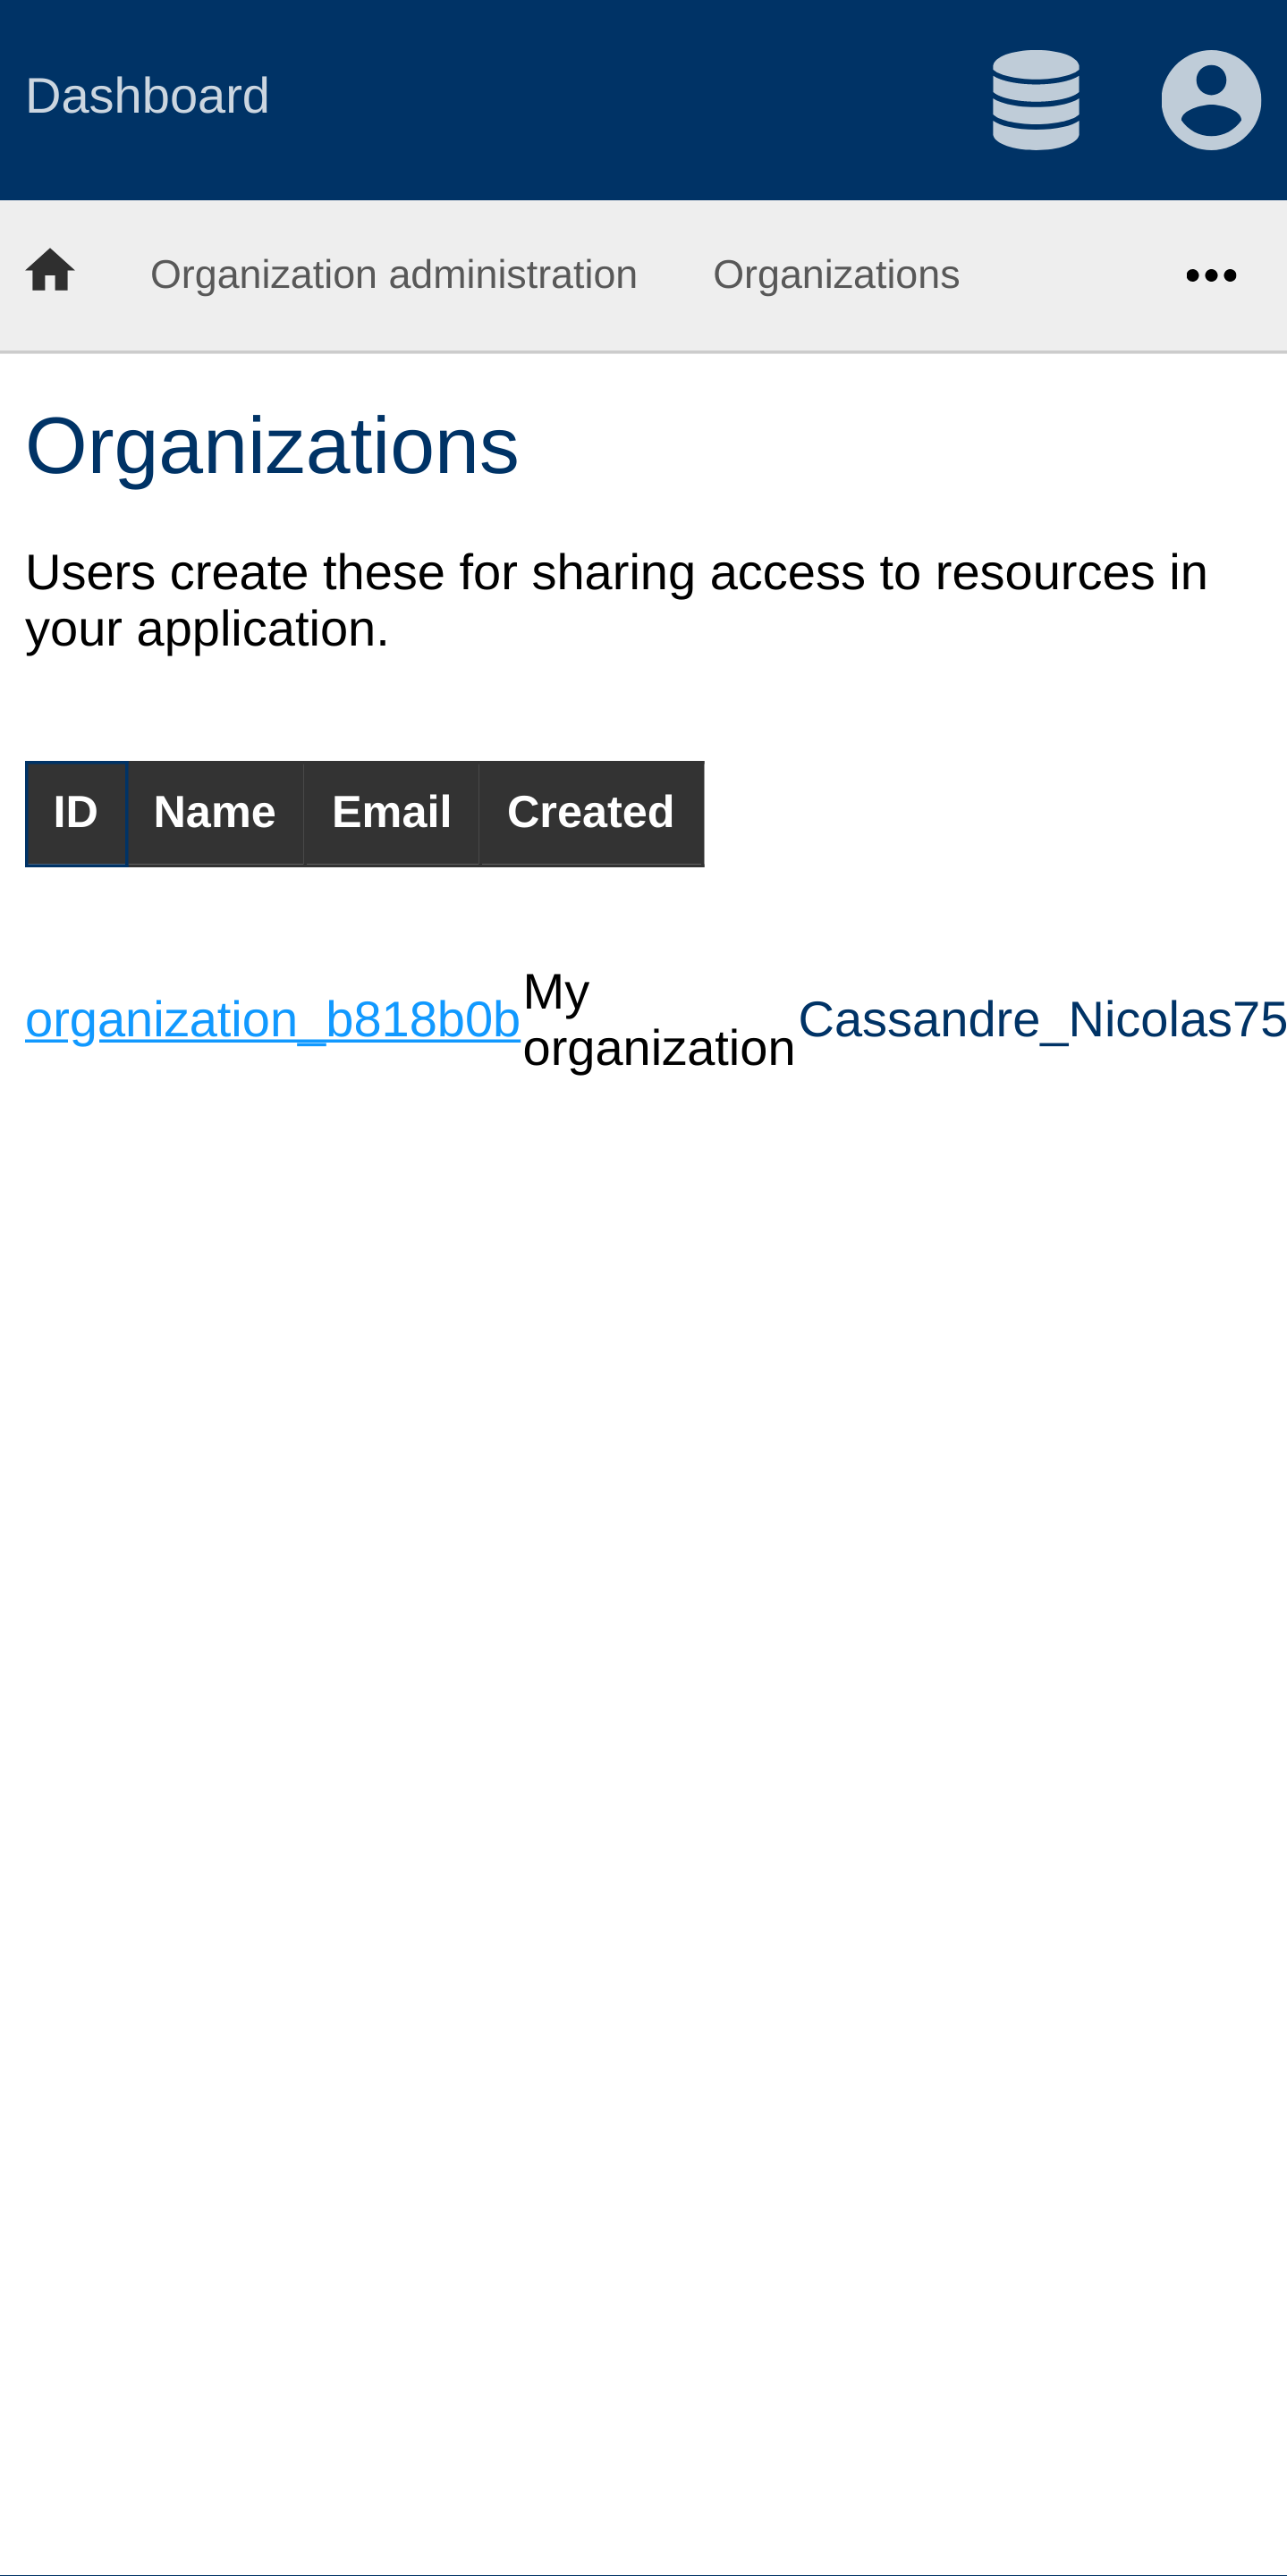 Dashboard
Organization administration Organizations
Organizations
Users create these for sharing access to resources in
your application.
ID Name Email Created
organization_b818b0b My organization Cassandre_Nicolas75